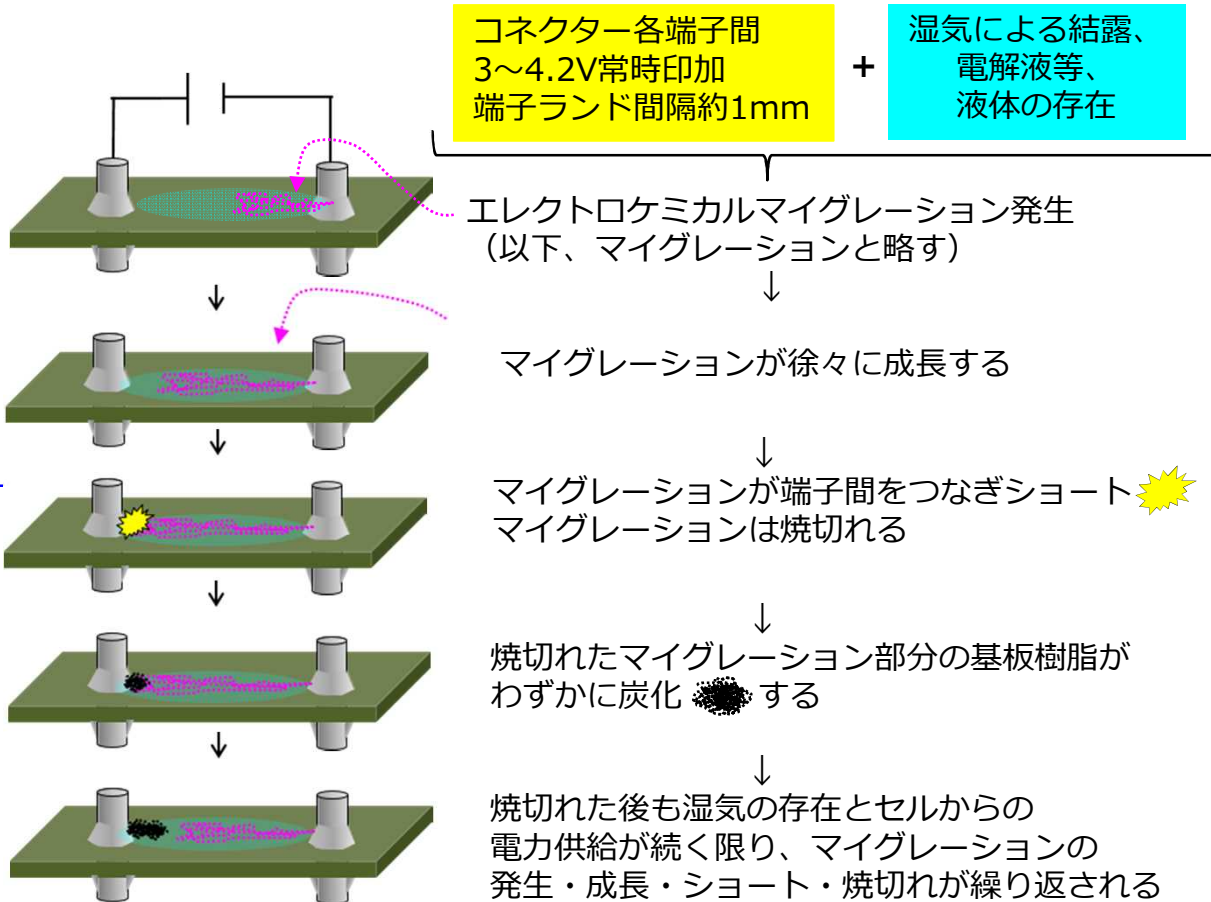 コネクター各端子間
3～4.2V常時印加
端子ランド間隔約1mm
+
湿気による結露、
電解液等、
液体の存在
エレクトロケミカルマイグレーション発生
（以下、マイグレーションと略す）
↓
マイグレーションが徐々に成長する
↓
マイグレーションが端子間をつなぎショート
マイグレーションは焼切れる
↓
焼切れたマイグレーション部分の基板樹脂が
わずかに炭化 する
↓
焼切れた後も湿気の存在とセルからの
電力供給が続く限り、マイグレーションの
発生・成長・ショート・焼切れが繰り返される